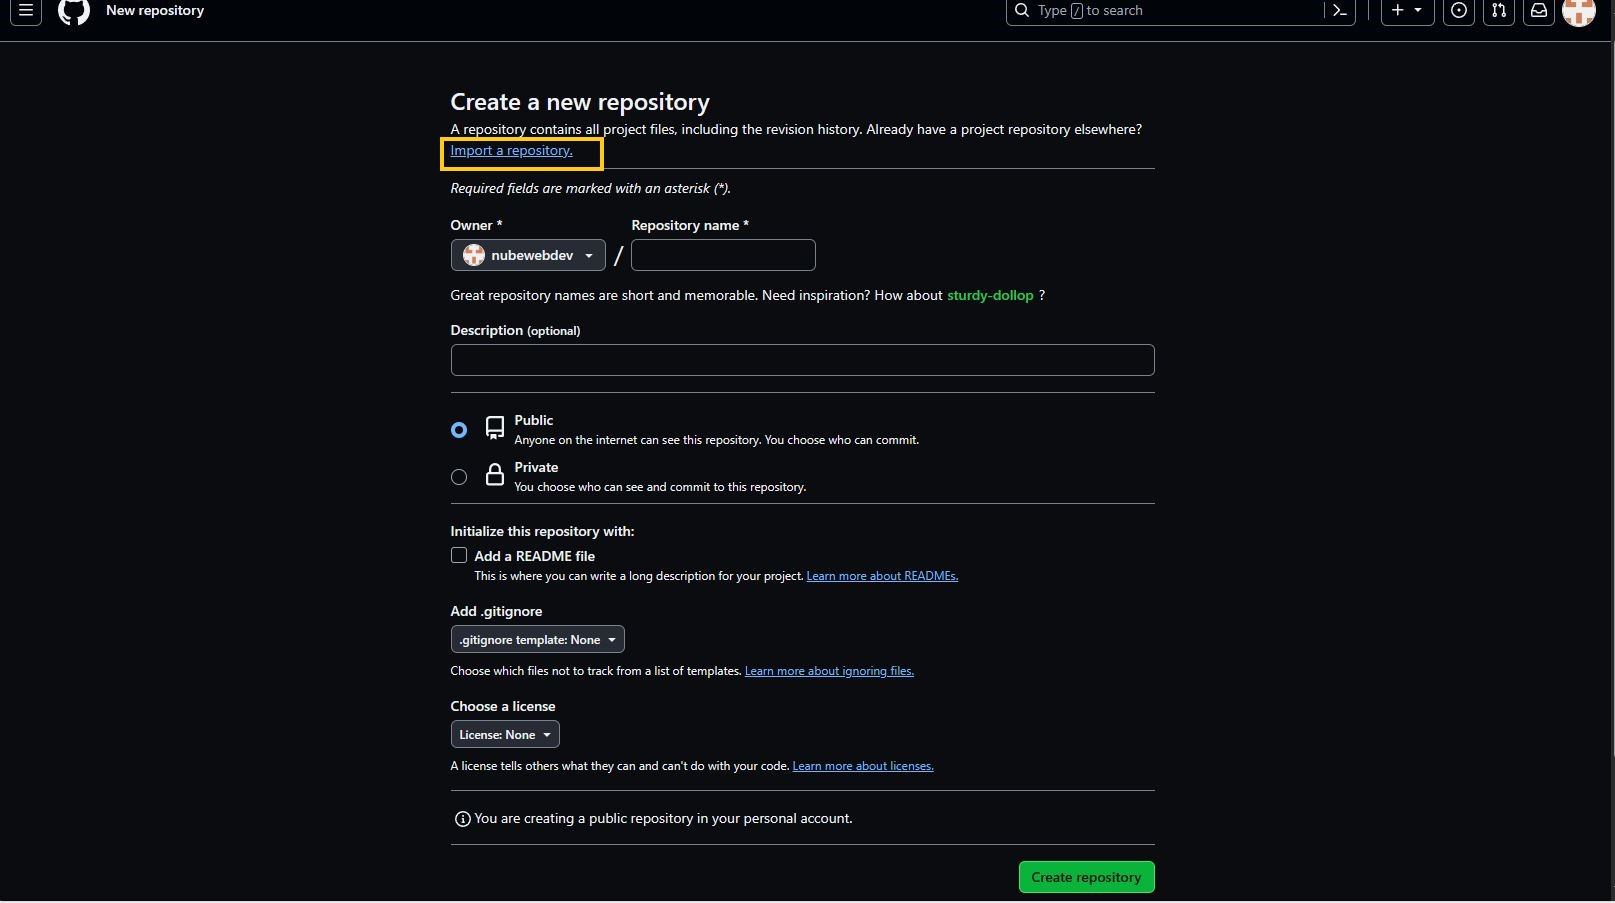 New repository
Type / to search
Create a new repository
A repository contains all project files, including the revision history. Already have a project repository elsewhere?
Import a repository.
Required fields are marked with an asterisk (*).
Owner * Repository name *
nubewebdev /
Great repository names are short and memorable. Need inspiration? How about sturdy-dollop ?
Description (optional)
Public
Anyone on the internet can see this repository. You choose who can commit.
Private
You choose who can see and commit to this repository.
Initialize this repository with:
Add a README file
This is where you can write a long description for your project. Learn more about READMEs.
Add .gitignore
.gitignore template: None
Choose which files not to track from a list of templates. Learn more about ignoring files.
Choose a license
License: None
A license tells others what they can and can't do with your code. Learn more about licenses.
You are creating a public repository in your personal account.
Create repository